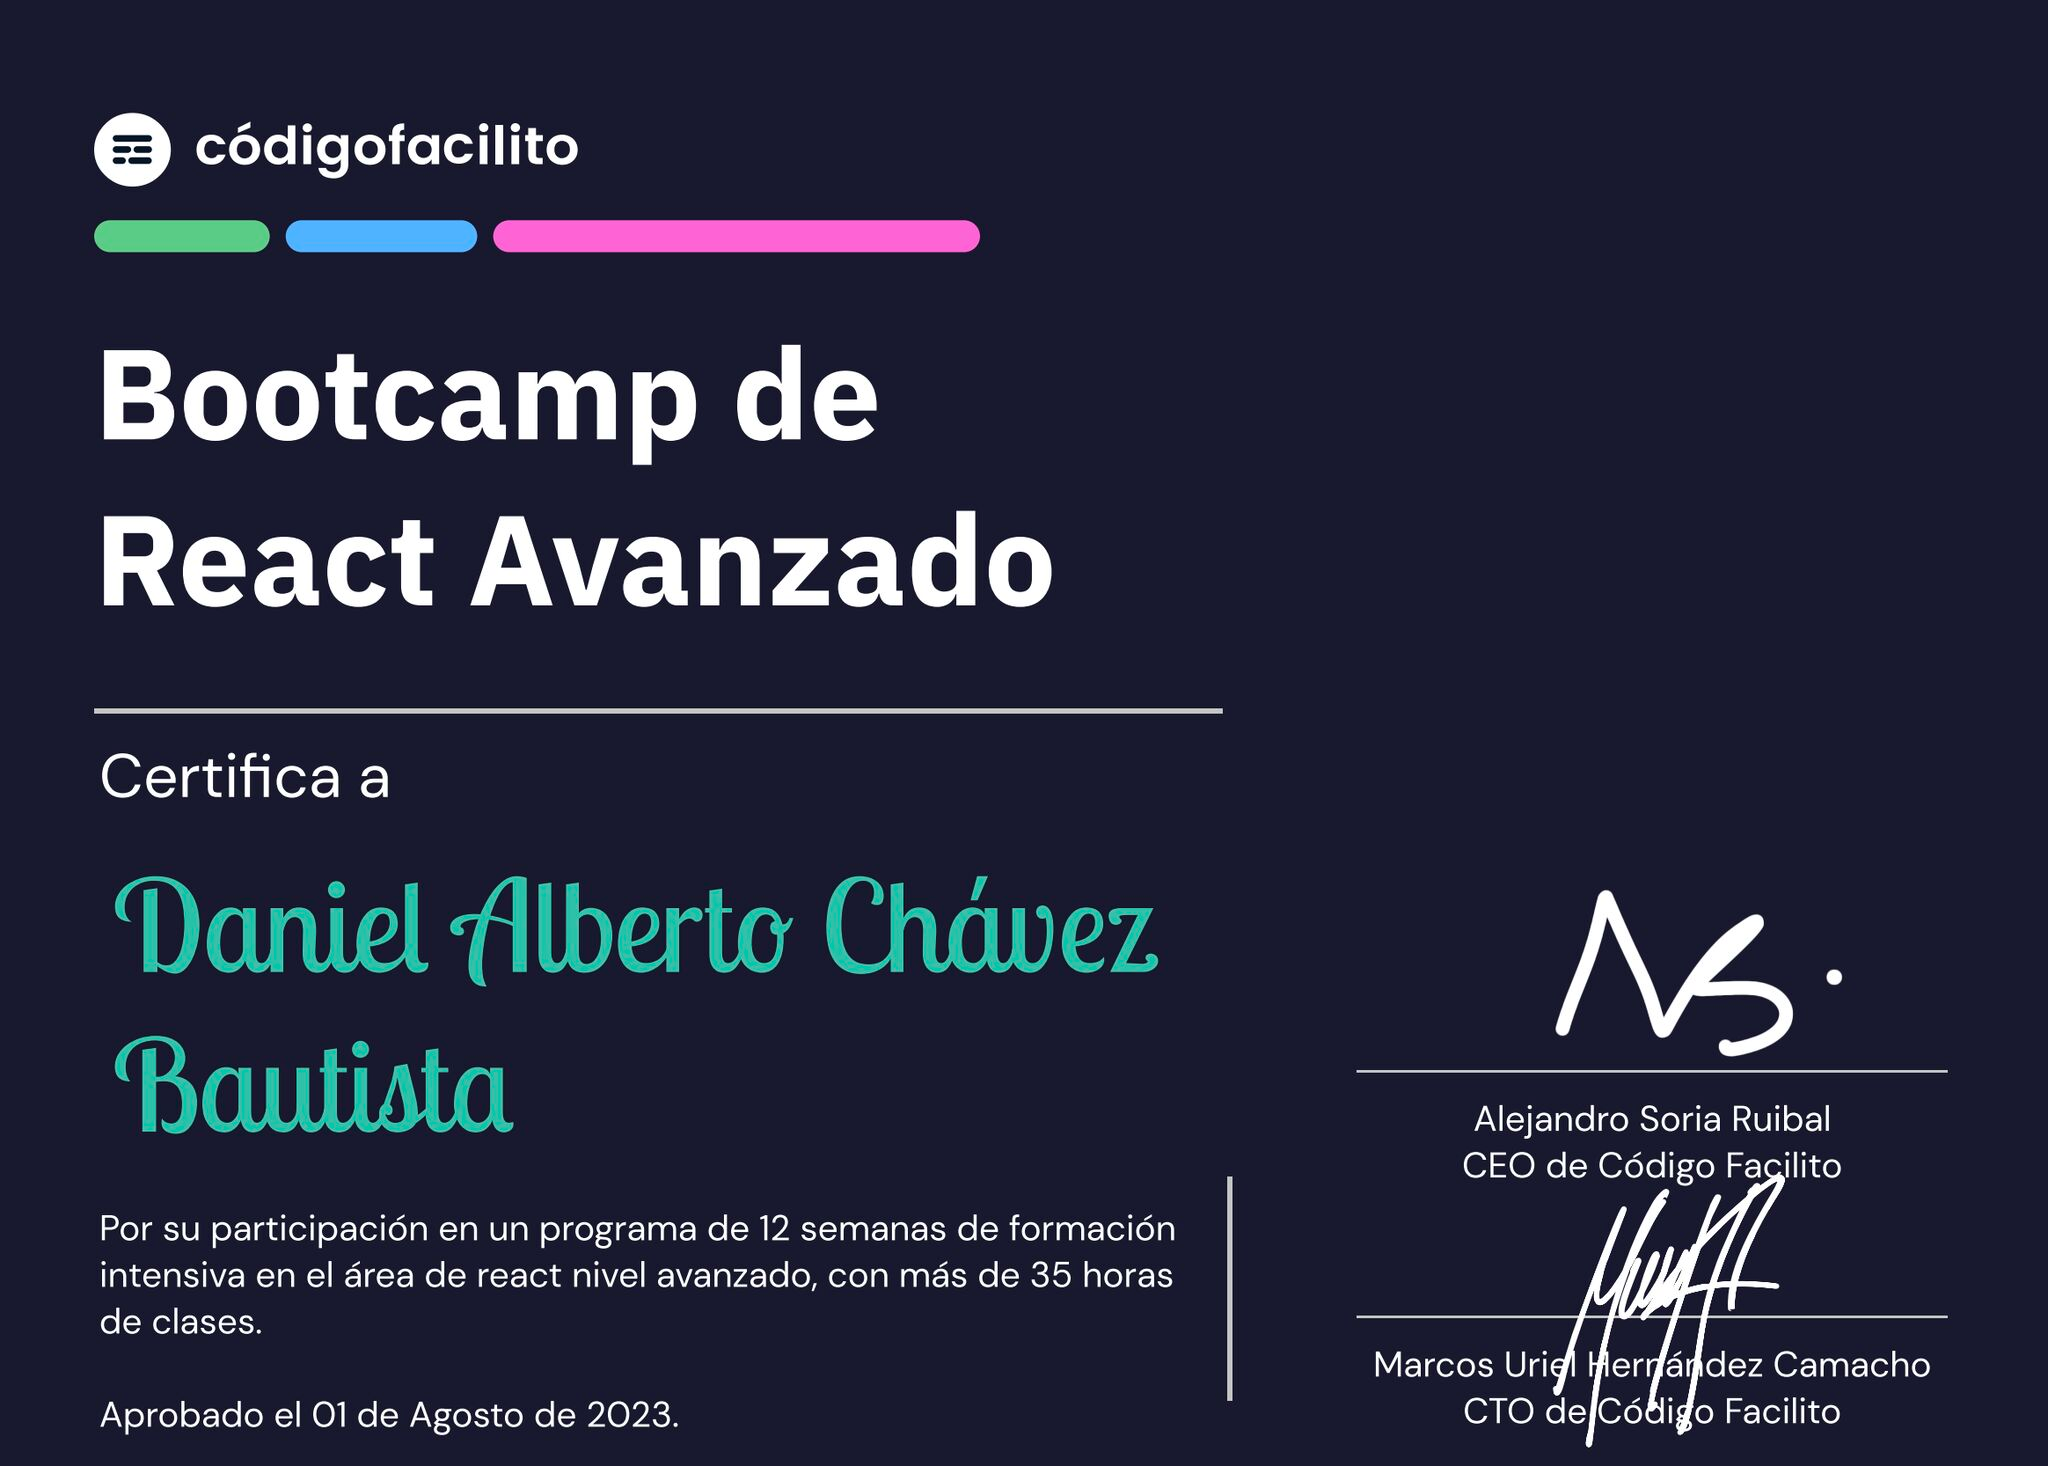 códigofacilito
Bootcamp de
React Avanzado
Certifica a
Daniel Alberto Chávez
Bautista
Por su participación en un programa de 12 semanas de formación
intensiva en el área de react nivel avanzado, con más de 35 horas
de clases.
Aprobado el 01 de Agosto de 2023.
Alejandro Soria Ruibal
CEO de Código Facilito
Marcos Uriel Hernández Camacho
CTO de Código Facilito